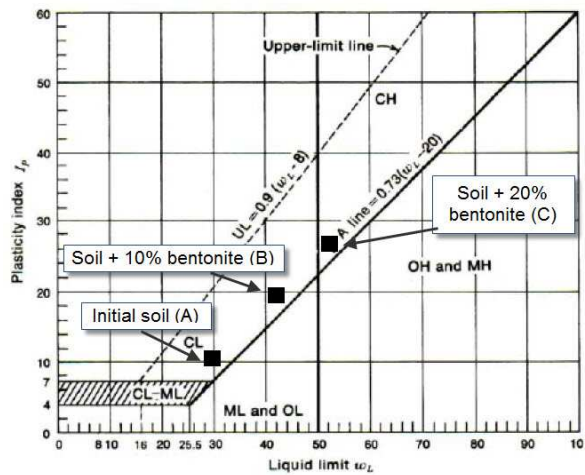 60
50
40
30
20
10
7
4
0
Plasticity index Ip
Upper-limit line
CH
UL=0.9 (wL-8)
A line=0.73(wL-20)
Soil + 20%
bentonite (C)
Soil + 10% bentonite (B)
OH and MH
Initial soil (A)
CL
CL-ML
ML and OL
0 8 10 16 20 25.5 30 40 50 60 70 80 90 10
Liquid limit wL